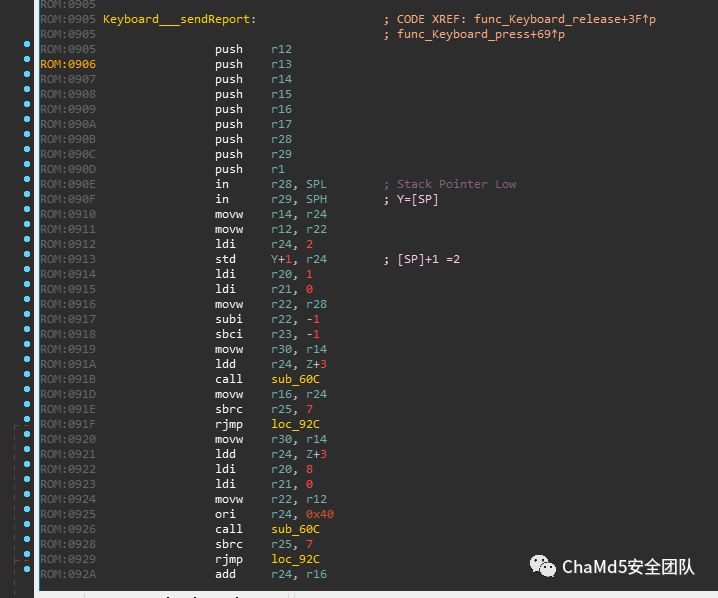 ROM:0905
ROM:0905 Keyboard___sendReport: ; CODE XREF: func_Keyboard_release+3F↑p
ROM:0905 ; func_Keyboard_press+69↑p
ROM:0905 push r12
ROM:0906 push r13
ROM:0907 push r14
ROM:0908 push r15
ROM:0909 push r16
ROM:090A push r17
ROM:090B push r28
ROM:090C push r29
ROM:090D push r1
ROM:090E in r28, SPL ; Stack Pointer Low
ROM:090F in r29, SPH ; Y=[SP]
ROM:0910 movw r14, r24
ROM:0911 movw r12, r22
ROM:0912 ldi r24, 2
ROM:0913 std Y+1, r24 ; [SP]+1 =2
ROM:0914 ldi r20, 1
ROM:0915 ldi r21, 0
ROM:0916 movw r22, r28
ROM:0917 subi r22, -1
ROM:0918 sbci r23, -1
ROM:0919 movw r30, r14
ROM:091A ldd r24, Z+3
ROM:091B call sub_60C
ROM:091D movw r16, r24
ROM:091E sbrc r25, 7
ROM:091F rjmp loc_92C
ROM:0920 movw r30, r14
ROM:0921 ldd r24, Z+3
ROM:0922 ldi r20, 8
ROM:0923 ldi r21, 0
ROM:0924 movw r22, r12
ROM:0925 ori r24, 0x40
ROM:0926 call sub_60C
ROM:0928 sbrc r25, 7
ROM:0929 rjmp loc_92C
ROM:092A add r24, r16
ChaMd5安全团队